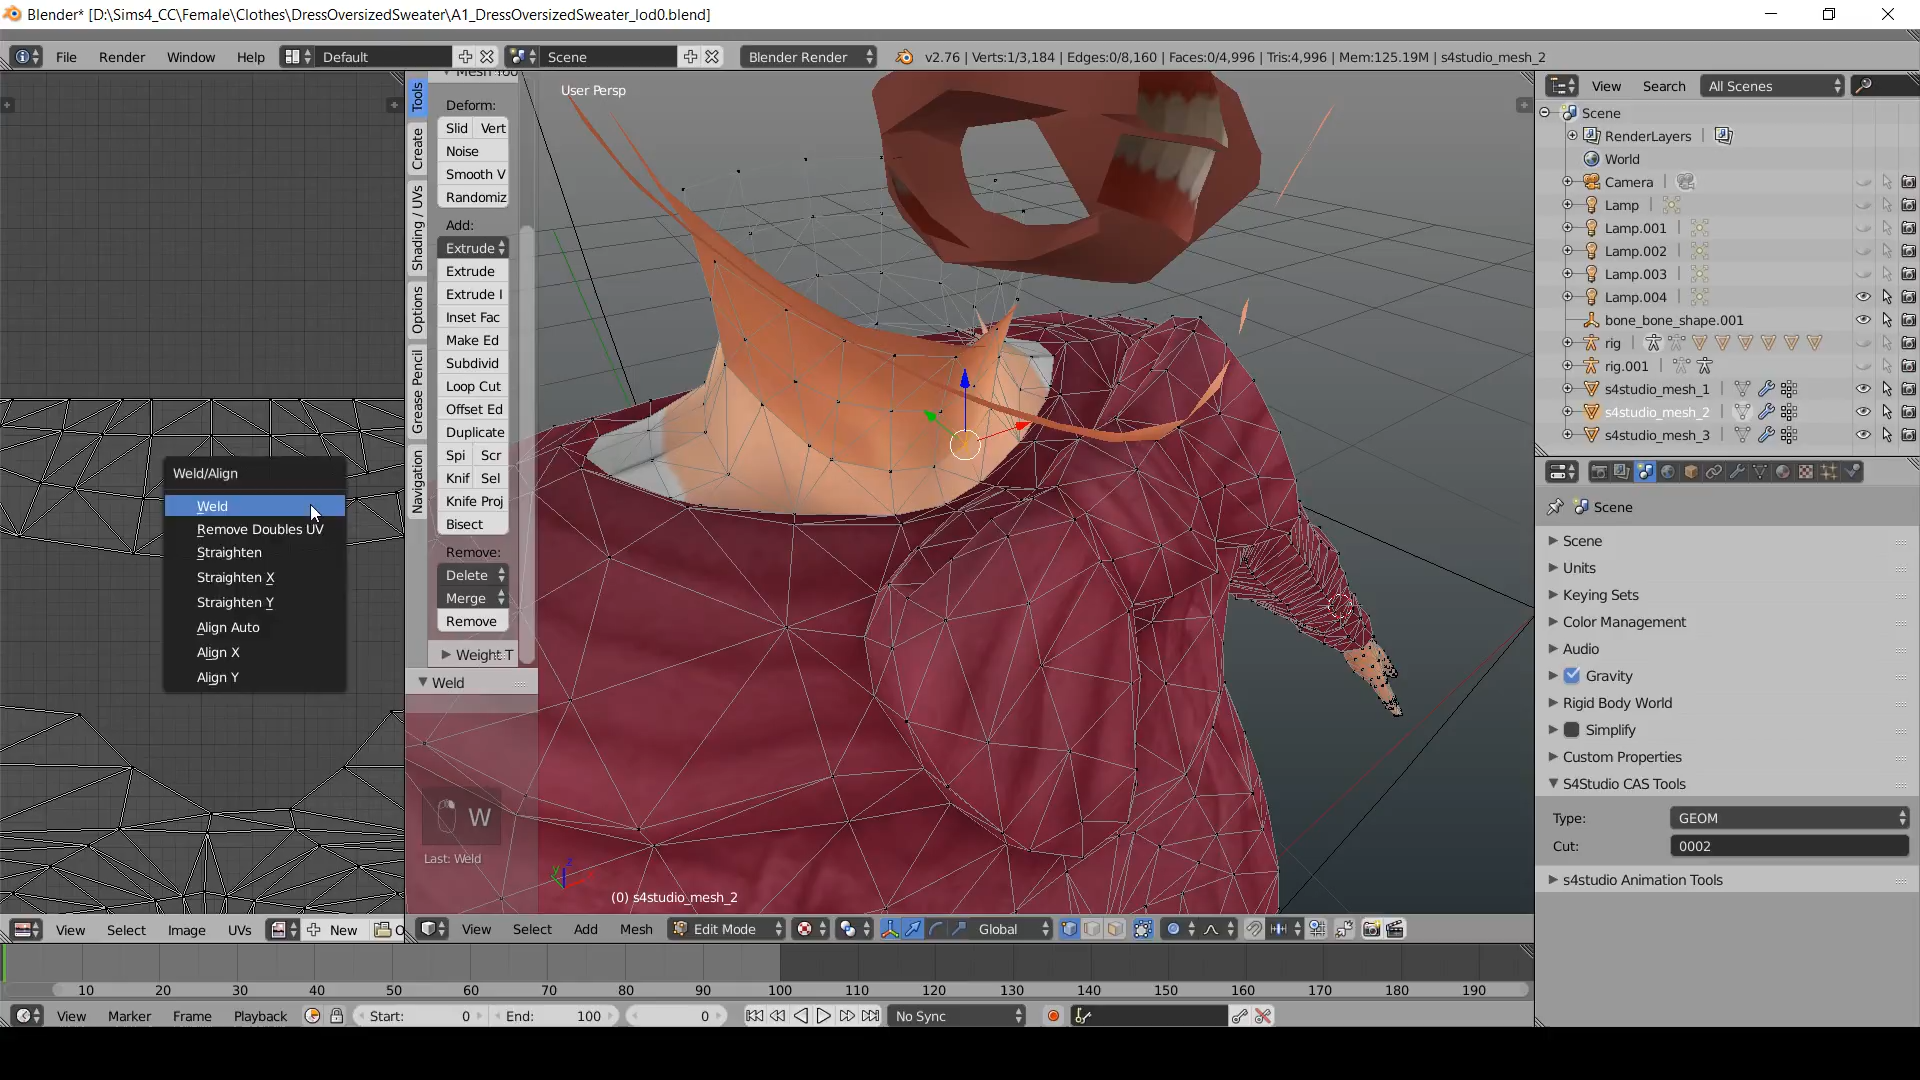 Blender* [D:\Sims4_CC\Female\Clothes\DressOversizedSweater\A1_DressOversizedSweater_lod0.blend]
File Render Window Help Default Scene Blender Render v2.76 | Verts:1/3,184 | Edges:0/8,160 | Faces:0/4,996 | Tris:4,996 | Mem:125.19M | s4studio_mesh_2
Weld/Align
Weld
Remove Doubles UV
Straighten
Straighten X
Straighten Y
Align Auto
Align X
Align Y
View Select Image UVs New O
Tools
Create
Shading / UVs
Options
Grease Pencil
Navigation
Mesh Too
Deform:
Slid Vert
Noise
Smooth V
Randomiz
Add:
Extrude
Extrude
Extrude I
Inset Fac
Make Ed
Subdivid
Loop Cut
Offset Ed
Duplicate
Spi Scr
Knif Sel
Knife Proj
Bisect
Remove:
Delete
Merge
Remove
Weight T
Weld
W
Last: Weld
User Persp
(0) s4studio_mesh_2
View Select Add Mesh Edit Mode Global
View Search All Scenes
Scene
RenderLayers |
World
Camera |
Lamp |
Lamp.001 |
Lamp.002 |
Lamp.003 |
Lamp.004 |
bone_bone_shape.001
rig |
rig.001 |
s4studio_mesh_1 |
s4studio_mesh_2 |
s4studio_mesh_3 |
Scene
Scene
Units
Keying Sets
Color Management
Audio
Gravity
Rigid Body World
Simplify
Custom Properties
S4Studio CAS Tools
Type: GEOM
Cut: 0002
s4studio Animation Tools
10 20 30 40 50 60 70 80 90 100 110 120 130 140 150 160 170 180 190
View Marker Frame Playback Start: 0 End: 100 0 No Sync